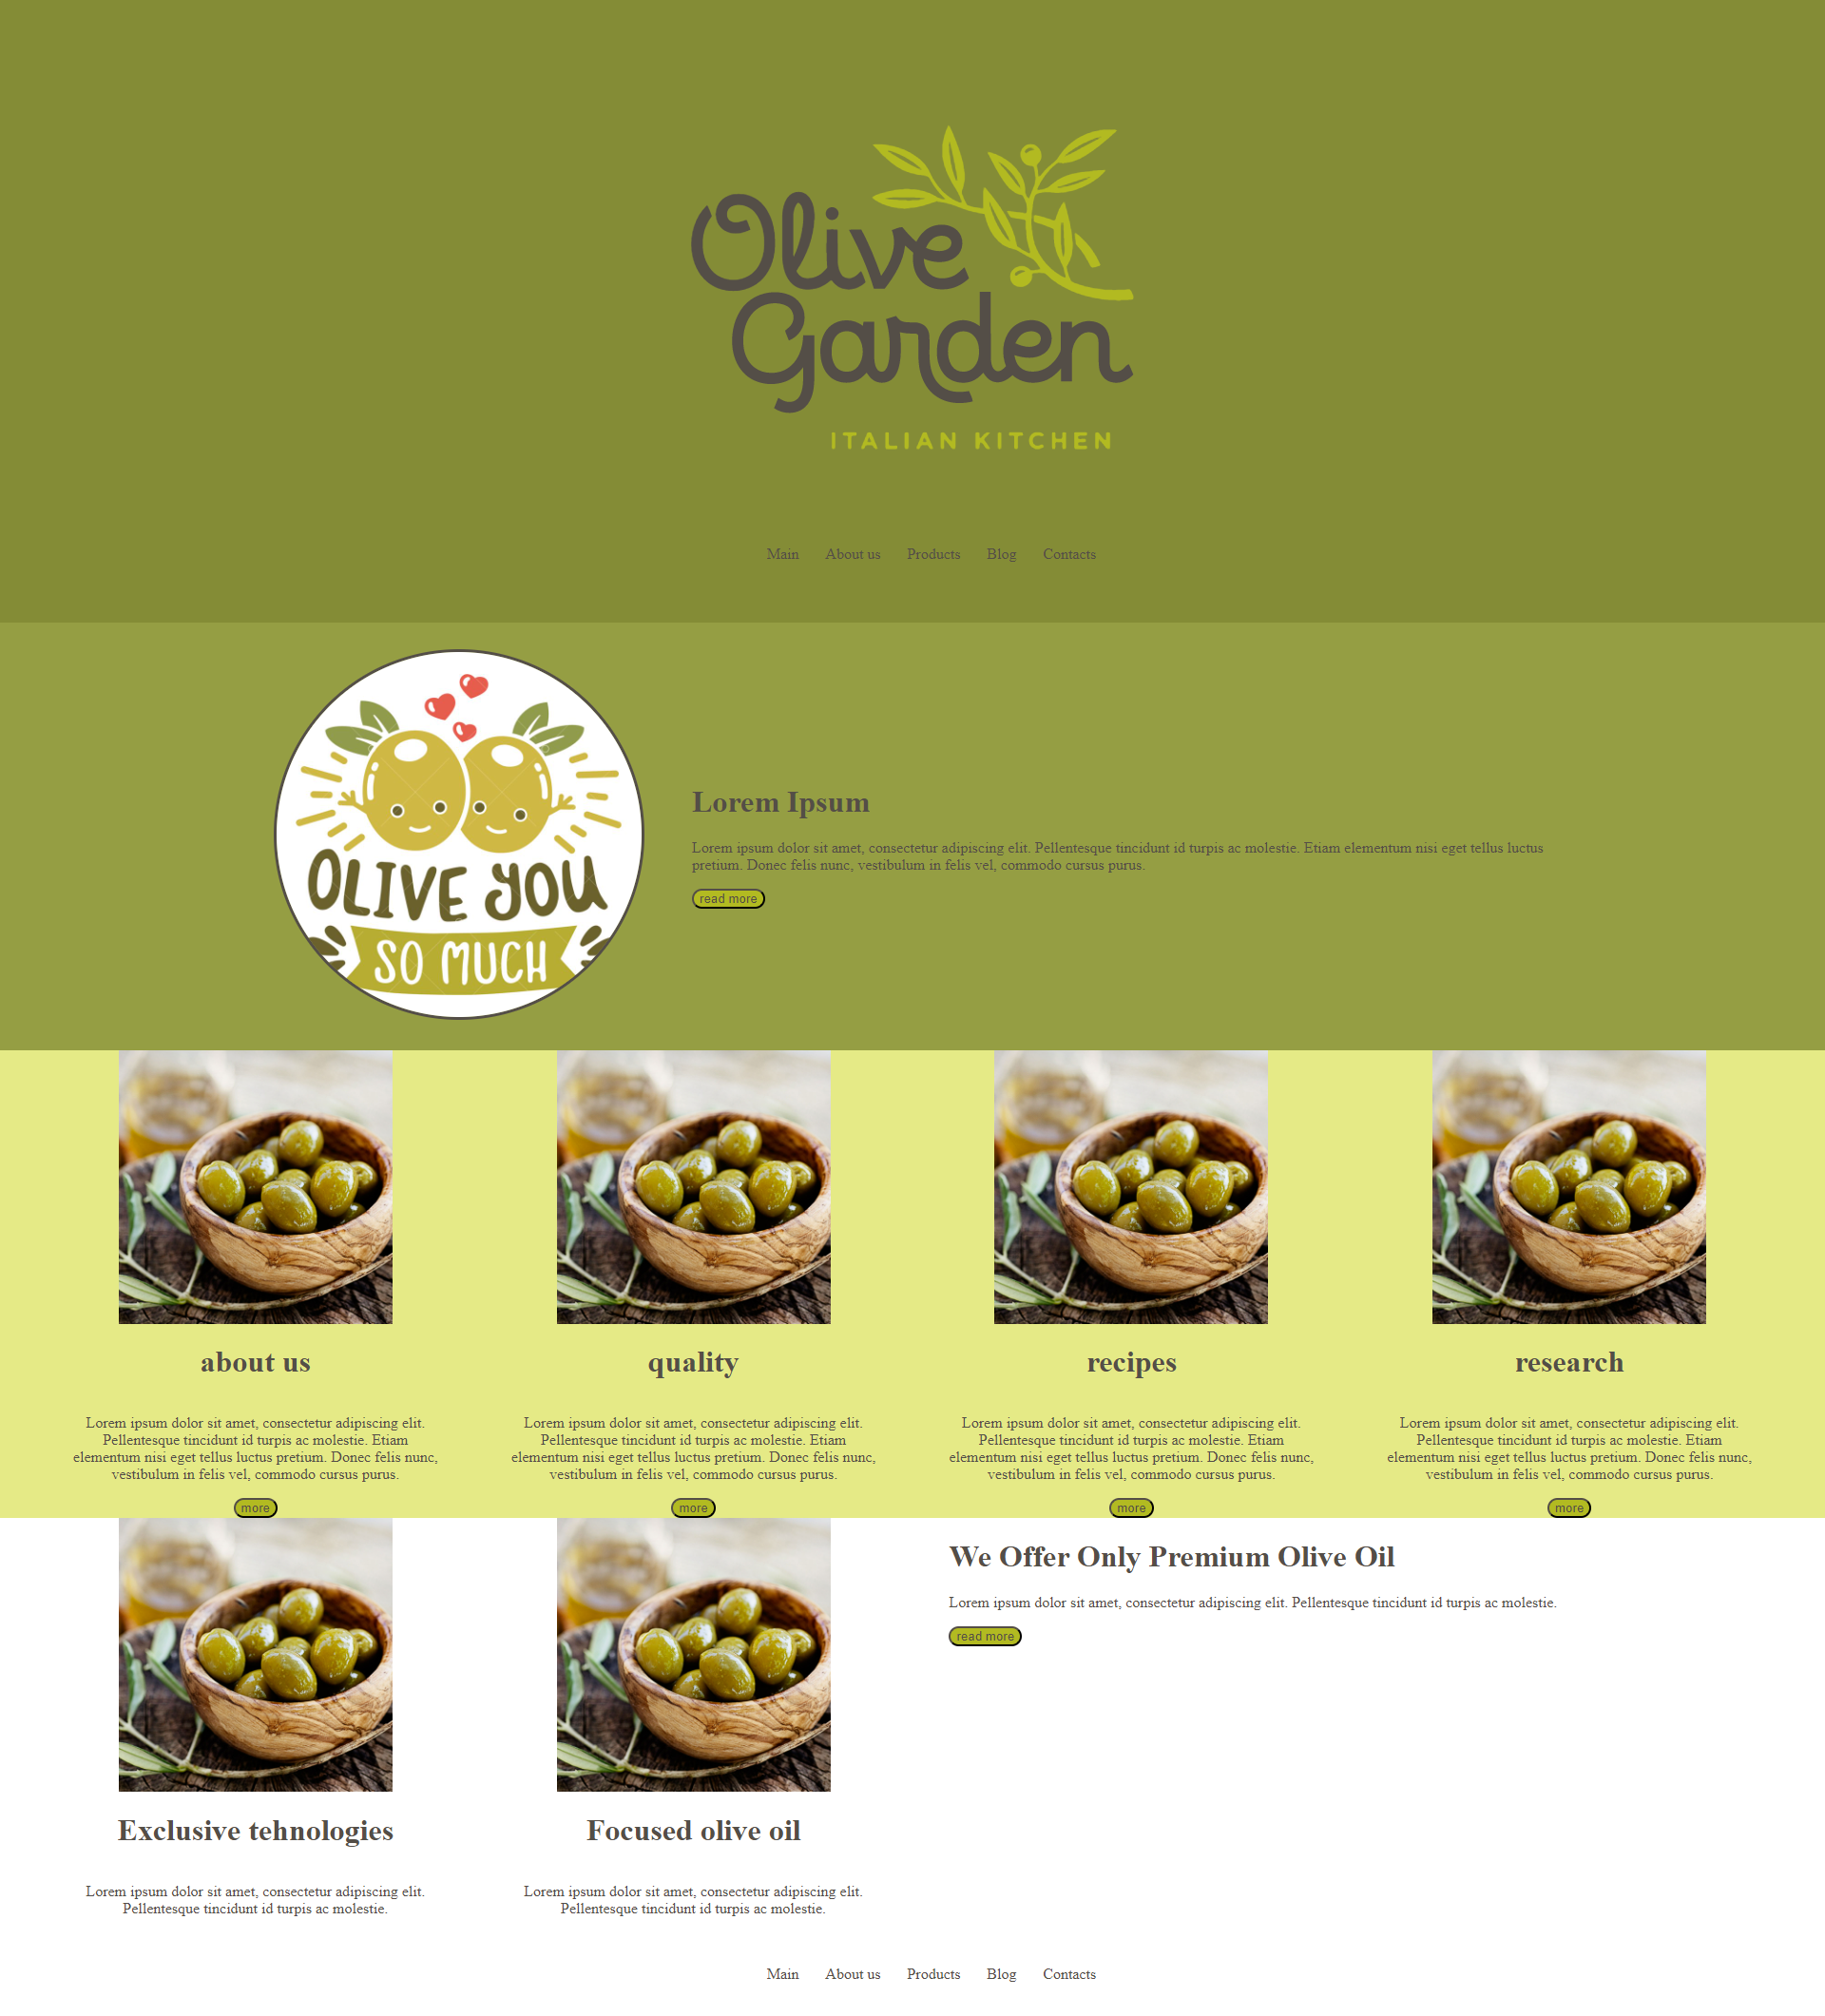 Olive
Garden
ITALIAN KITCHEN
Main About us Products Blog Contacts
OLIVE YOU
SO MUCH
Lorem Ipsum
Lorem ipsum dolor sit amet, consectetur adipiscing elit. Pellentesque tincidunt id turpis ac molestie. Etiam elementum nisi eget tellus luctus
pretium. Donec felis nunc, vestibulum in felis vel, commodo cursus purus.
read more
about us
Lorem ipsum dolor sit amet, consectetur adipiscing elit.
Pellentesque tincidunt id turpis ac molestie. Etiam
elementum nisi eget tellus luctus pretium. Donec felis nunc,
vestibulum in felis vel, commodo cursus purus.
more
quality
Lorem ipsum dolor sit amet, consectetur adipiscing elit.
Pellentesque tincidunt id turpis ac molestie. Etiam
elementum nisi eget tellus luctus pretium. Donec felis nunc,
vestibulum in felis vel, commodo cursus purus.
more
recipes
Lorem ipsum dolor sit amet, consectetur adipiscing elit.
Pellentesque tincidunt id turpis ac molestie. Etiam
elementum nisi eget tellus luctus pretium. Donec felis nunc,
vestibulum in felis vel, commodo cursus purus.
more
research
Lorem ipsum dolor sit amet, consectetur adipiscing elit.
Pellentesque tincidunt id turpis ac molestie. Etiam
elementum nisi eget tellus luctus pretium. Donec felis nunc,
vestibulum in felis vel, commodo cursus purus.
more
Exclusive tehnologies
Lorem ipsum dolor sit amet, consectetur adipiscing elit.
Pellentesque tincidunt id turpis ac molestie.
Focused olive oil
Lorem ipsum dolor sit amet, consectetur adipiscing elit.
Pellentesque tincidunt id turpis ac molestie.
We Offer Only Premium Olive Oil
Lorem ipsum dolor sit amet, consectetur adipiscing elit. Pellentesque tincidunt id turpis ac molestie.
read more
Main About us Products Blog Contacts